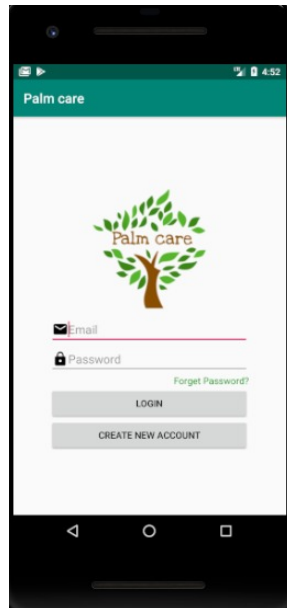 4:52
Palm care
Palm care
Email
Password
Forget Password?
LOGIN
CREATE NEW ACCOUNT